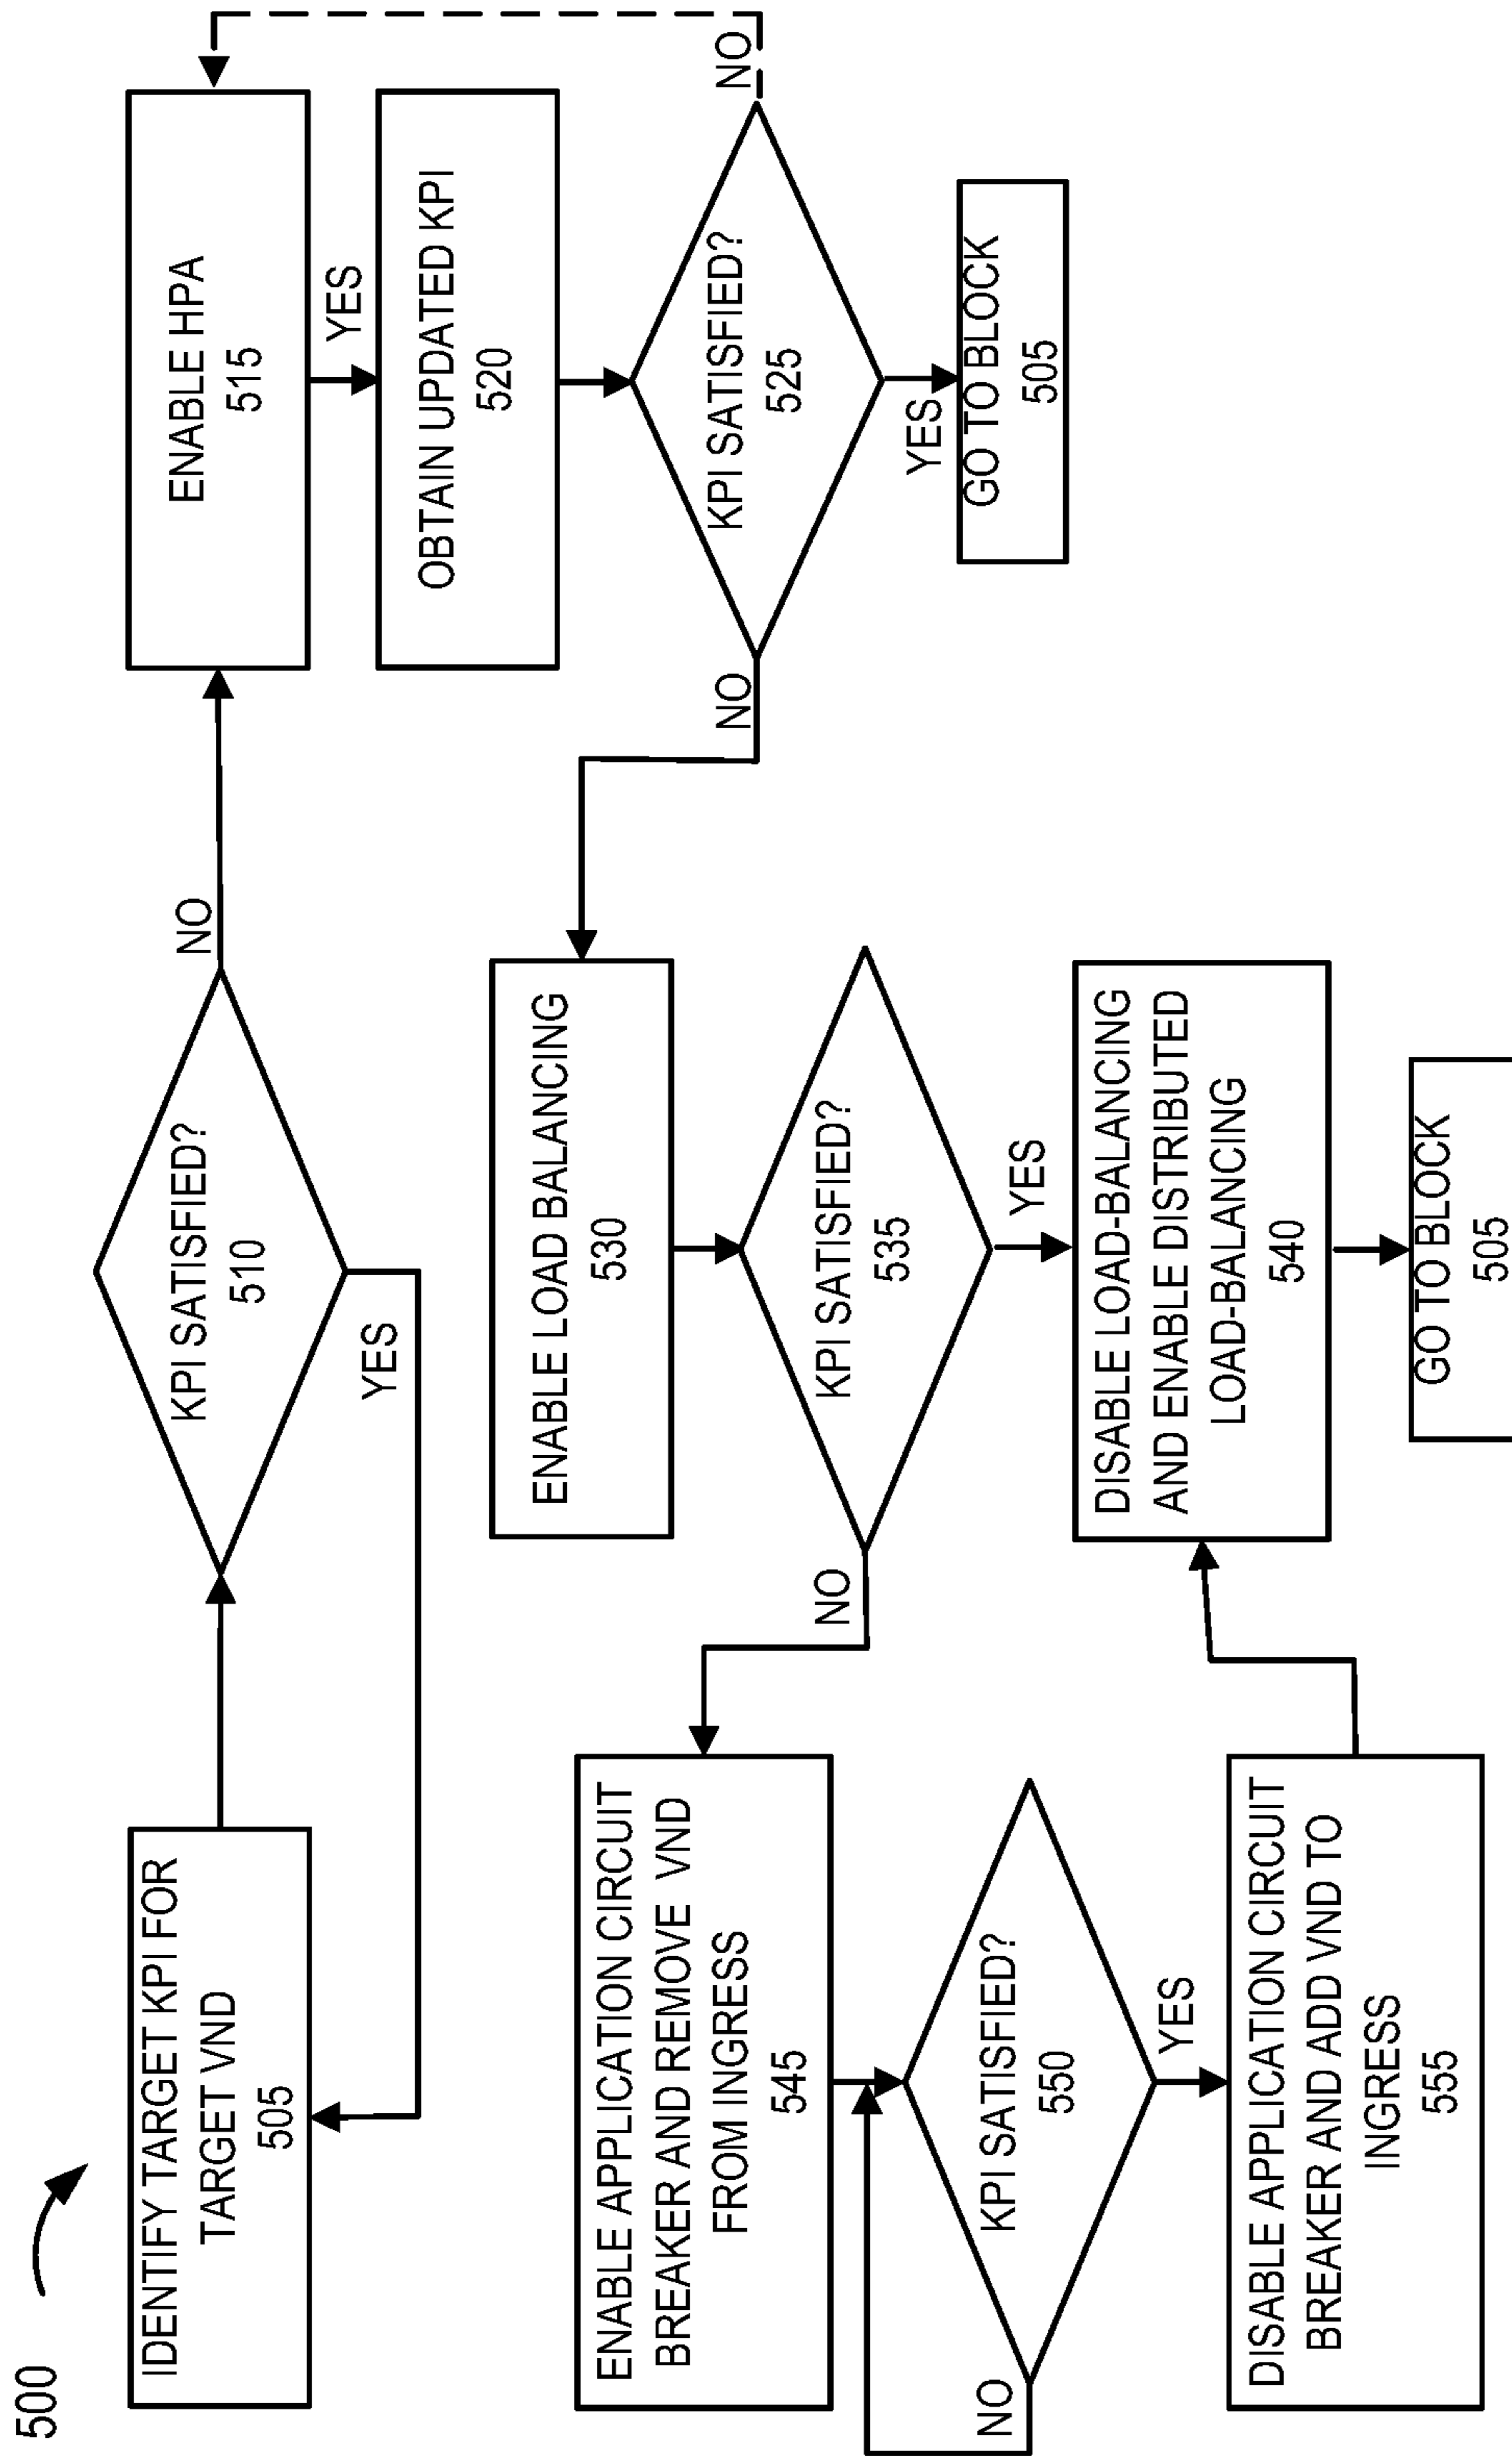 500
IDENTIFY TARGET KPI FOR
TARGET VND
505
KPI SATISFIED?
510
NO
YES
ENABLE HPA
515
YES
OBTAIN UPDATED KPI
520
KPI SATISFIED?
525
NO
NO
YES
GO TO BLOCK
505
ENABLE LOAD BALANCING
530
KPI SATISFIED?
535
NO
YES
DISABLE LOAD-BALANCING
AND ENABLE DISTRIBUTED
LOAD-BALANCING
540
GO TO BLOCK
505
ENABLE APPLICATION CIRCUIT
BREAKER AND REMOVE VND
FROM INGRESS
545
KPI SATISFIED?
550
NO
YES
DISABLE APPLICATION CIRCUIT
BREAKER AND ADD VND TO
INGRESS
555